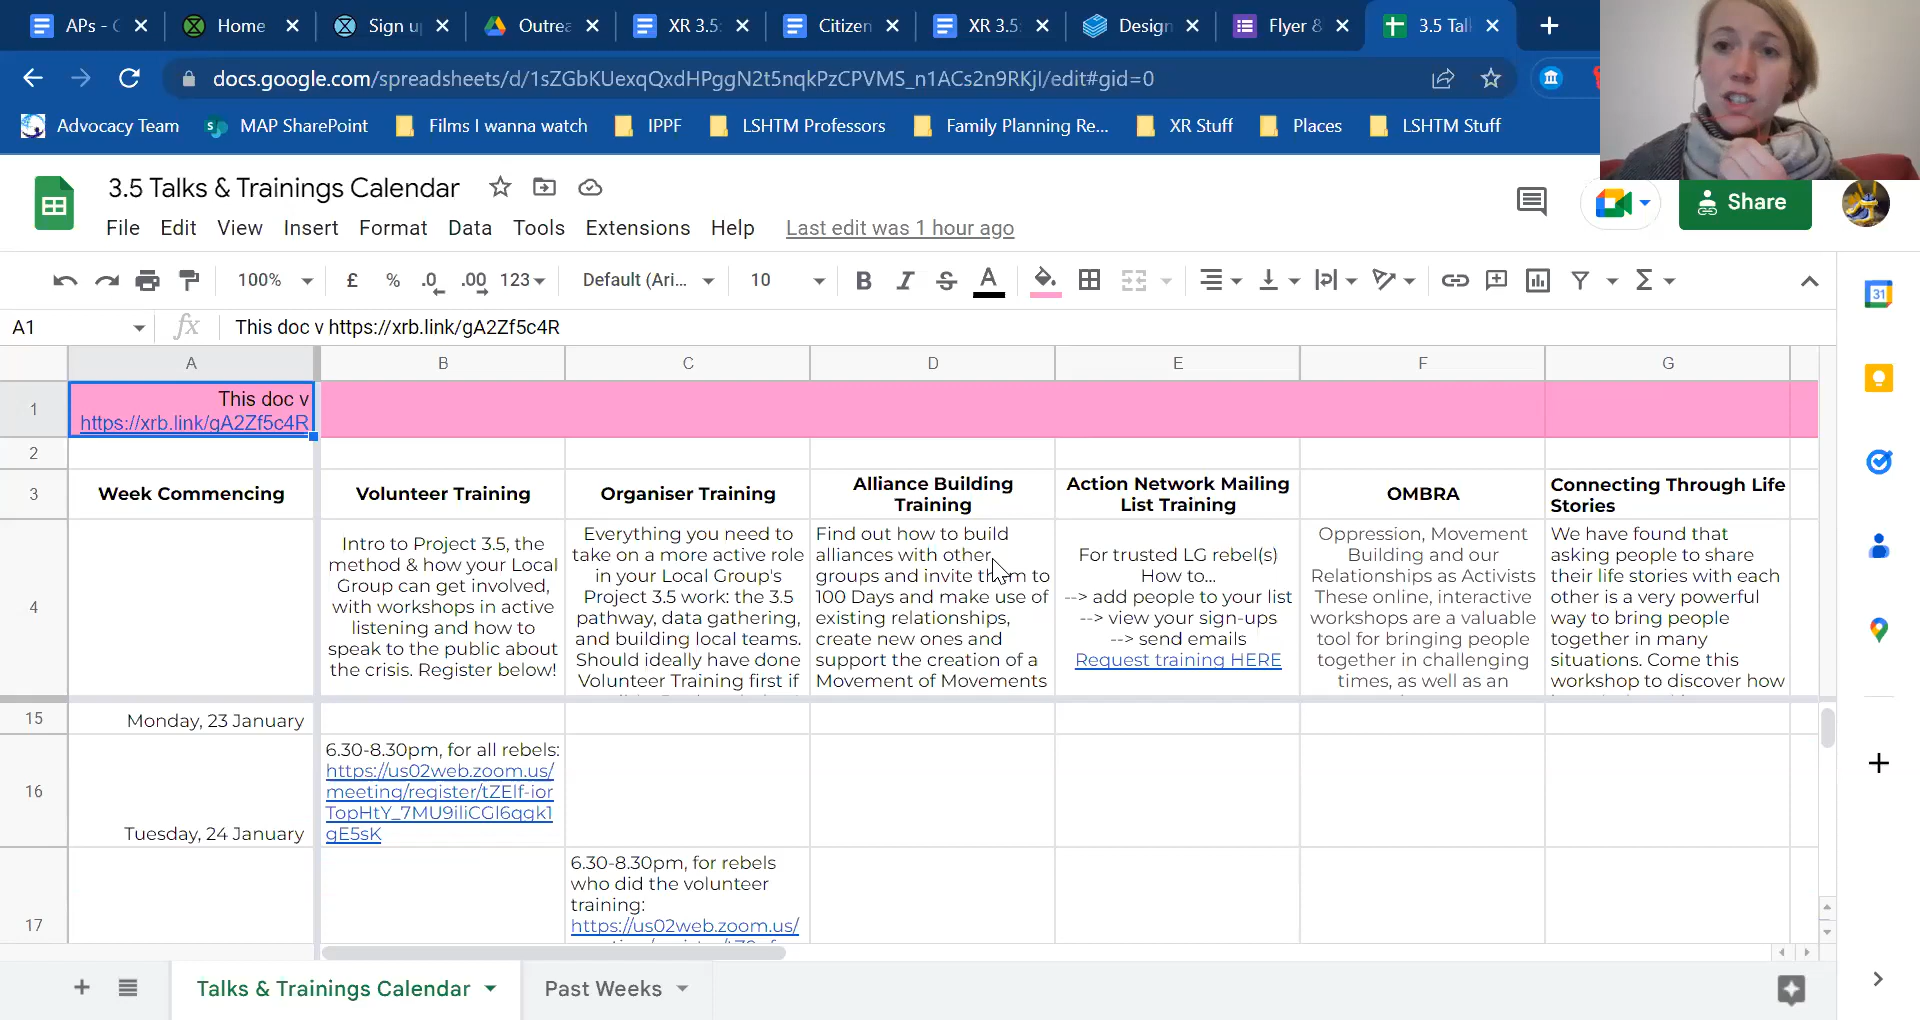 APs - C
Home
Sign up
Outrea
XR 3.5
Citizen
XR 3.5
Design
Flyer 8
3.5 Tal
docs.google.com/spreadsheets/d/1sZGbKUexqQxdHPggN2t5nqkPzCPVMS_n1ACs2n9RKjI/edit#gid=0
Advocacy Team
MAP SharePoint
Films I wanna watch
IPPF
LSHTM Professors
Family Planning Re...
XR Stuff
Places
LSHTM Stuff
3.5 Talks & Trainings Calendar
Share
File Edit View Insert Format Data Tools Extensions Help Last edit was 1 hour ago
100% £ % .0 .00 123 Default (Ari... 10 B I S A
31
A1 fx This doc v https://xrb.link/gA2Zf5c4R
A B C D E F G
1
This doc v
https://xrb.link/gA2Zf5c4R
2
3
Week Commencing
Volunteer Training
Organiser Training
Alliance Building
Training
Action Network Mailing
List Training
OMBRA
Connecting Through Life
Stories
4
Intro to Project 3.5, the
method & how your Local
Group can get involved,
with workshops in active
listening and how to
speak to the public about
the crisis. Register below!
Everything you need to
take on a more active role
in your Local Group's
Project 3.5 work: the 3.5
pathway, data gathering,
and building local teams.
Should ideally have done
Volunteer Training first if
Find out how to build
alliances with other
groups and invite them to
100 Days and make use of
existing relationships,
create new ones and
support the creation of a
Movement of Movements
For trusted LG rebel(s)
How to...
--> add people to your list
--> view your sign-ups
--> send emails
Request training HERE
Oppression, Movement
Building and our
Relationships as Activists
These online, interactive
workshops are a valuable
tool for bringing people
together in challenging
times, as well as an
We have found that
asking people to share
their life stories with each
other is a very powerful
way to bring people
together in many
situations. Come this
workshop to discover how
15
Monday, 23 January
16
Tuesday, 24 January
6.30-8.30pm, for all rebels:
https://us02web.zoom.us/
meeting/register/tZElf-ior
TopHtY_7MU9iliCGl6qgk1
gE5sK
17
6.30-8.30pm, for rebels
who did the volunteer
training:
https://us02web.zoom.us/
Talks & Trainings Calendar
Past Weeks